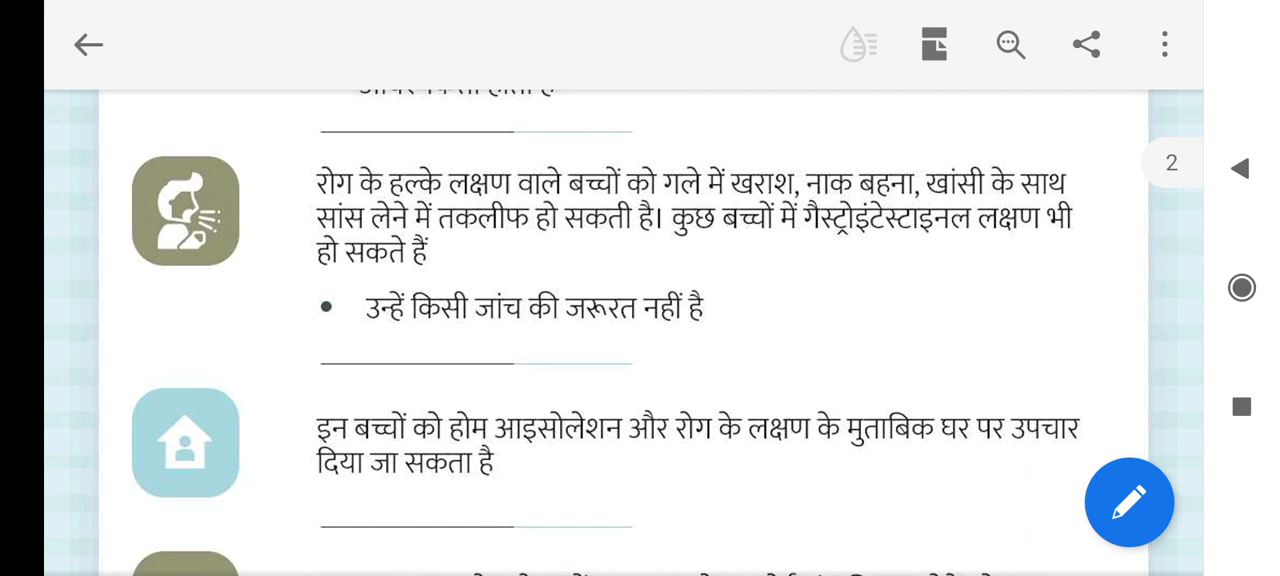 2
रोग के हल्के लक्षण वाले बच्चों को गले में खराश, नाक बहना, खांसी के साथ
सांस लेने में तकलीफ हो सकती है। कुछ बच्चों में गैस्ट्रोइंटेस्टाइनल लक्षण भी
हो सकते हैं
• उन्हें किसी जांच की जरूरत नहीं है
इन बच्चों को होम आइसोलेशन और रोग के लक्षण के मुताबिक घर पर उपचार
दिया जा सकता है